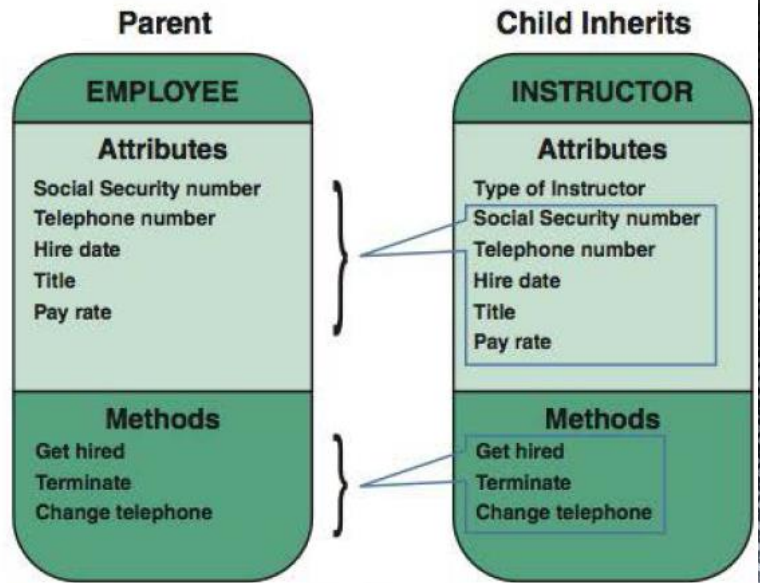 Parent
EMPLOYEE
Attributes
Social Security number
Telephone number
Hire date
Title
Pay rate
Methods
Get hired
Terminate
Change telephone
Child Inherits
INSTRUCTOR
Attributes
Type of Instructor
Social Security number
Telephone number
Hire date
Title
Pay rate
Methods
Get hired
Terminate
Change telephone